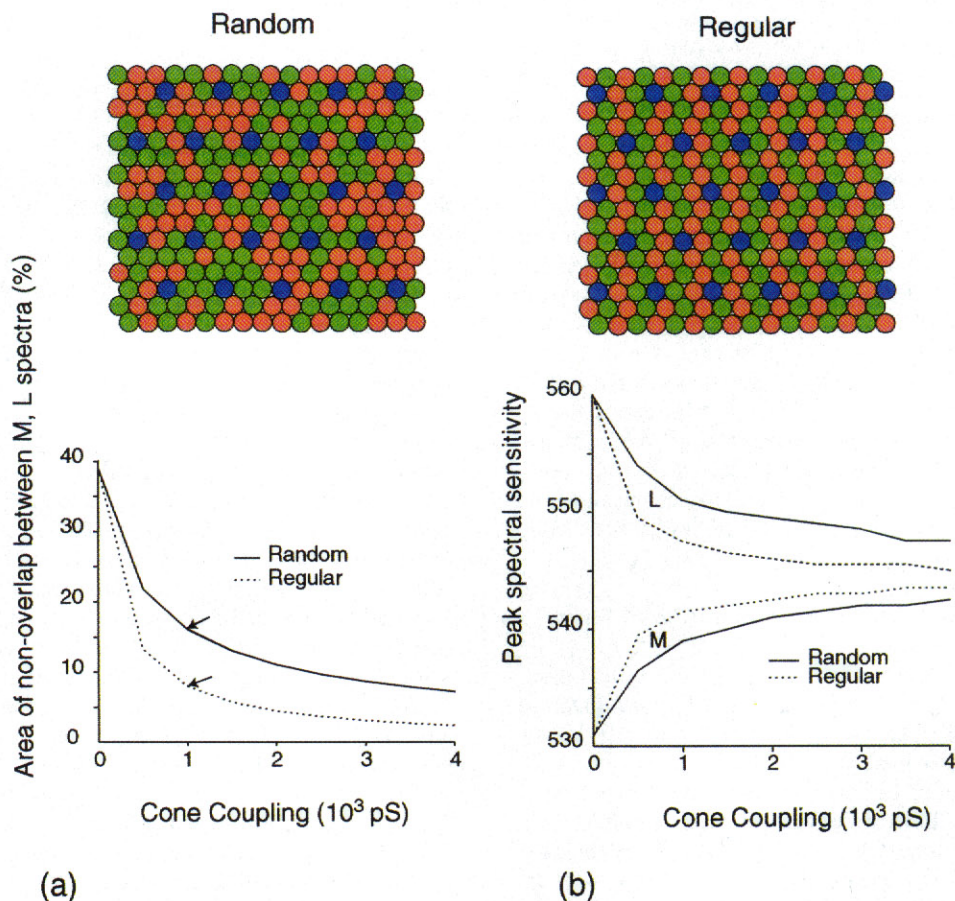 Random
Regular
Area of non-overlap between M, L spectra (%)
40
30
20
10
0
Random
Regular
0 1 2 3 4
Cone Coupling (10³ pS)
(a)
Peak spectral sensitivity
560
550
540
530
L
M
Random
Regular
0 1 2 3 4
Cone Coupling (10³ pS)
(b)